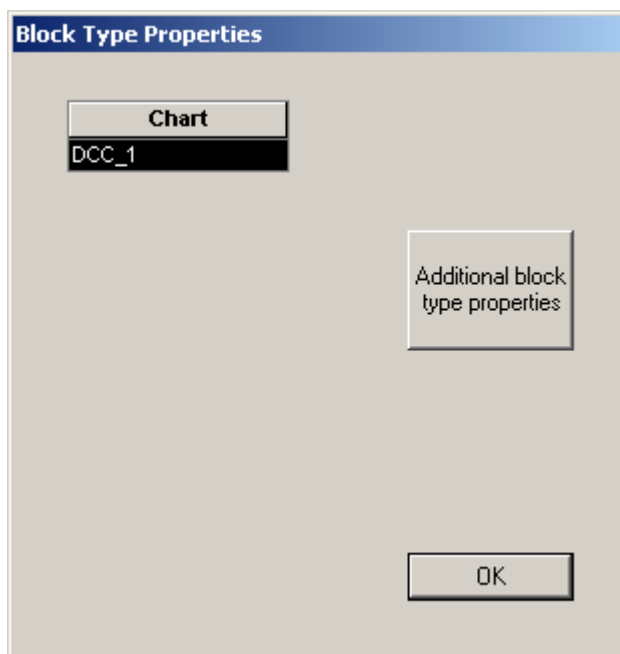 Block Type Properties
Chart
DCC_1
Additional block
type properties
OK